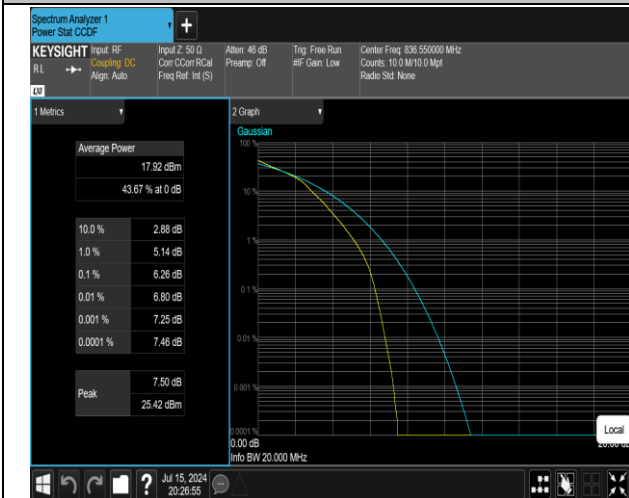 Spectrum Analyzer 1
Power Stat CCDF
+
KEYSIGHT Input: RF Input Z: 50 Ω Atten: 46 dB Trig: Free Run Center Freq: 836.550000 MHz
RL Coupling: DC Corr CCorr RCal Preamp: Off #IF Gain: Low Counts: 10.0 M/10.0 Mpt
Align: Auto Freq Ref: Int (S) Radio Std: None
LXI
1 Metrics
Average Power
17.92 dBm
43.67 % at 0 dB
10.0 % 2.88 dB
1.0 % 5.14 dB
0.1 % 6.26 dB
0.01 % 6.80 dB
0.001 % 7.25 dB
0.0001 % 7.46 dB
Peak 7.50 dB
25.42 dBm
2 Graph
Gaussian
100 %
10 %
1 %
0.1 %
0.01 %
0.001 %
0.0001 %
0.00 dB
Info BW 20.000 MHz
Local
?
Jul 15, 2024
20:26:55